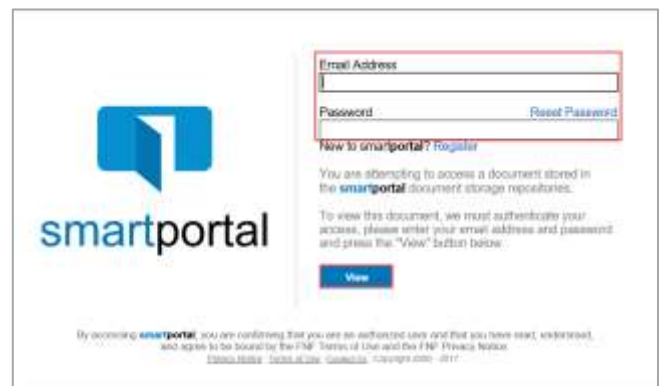 Email Address
Password Reset Password
New to smartportal? Register
You are attempting to access a document stored in
the smartportal document storage repositories.
To view this document, we must authenticate your
access, please enter your email address and password
and press the "View" button below.
View
smartportal
By accessing smartportal, you are confirming that you are an authorized user and that you have read, understood,
and agree to be bound by the FNF Terms of Use and the FNF Privacy Notice.
Privacy Notice Terms of Use Contact Us Copyright 2000 - 2017